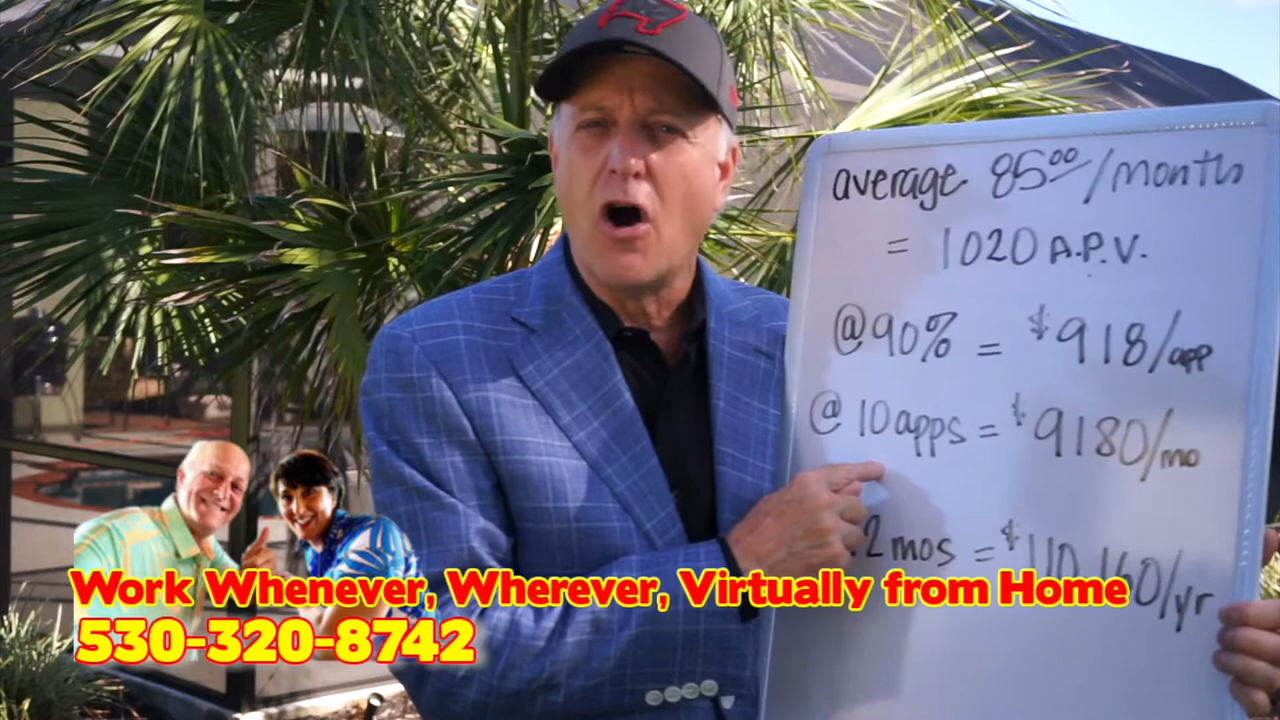 average 85⁰⁰/month
= 1020 A.P.V.
@90% = $918/app
@ 10 apps = $9180/mo
2 mos = $110,160/yr
Work Whenever, Wherever, Virtually from Home
530-320-8742